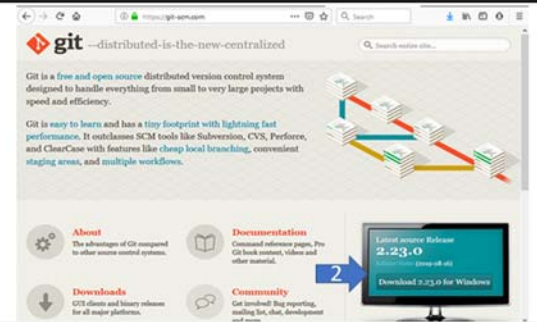 https://git-scm.com
Search
git --distributed-is-the-new-centralized
Search entire site...
Git is a free and open source distributed version control system
designed to handle everything from small to very large projects with
speed and efficiency.
Git is easy to learn and has a tiny footprint with lightning fast
performance. It outclasses SCM tools like Subversion, CVS, Perforce,
and ClearCase with features like cheap local branching, convenient
staging areas, and multiple workflows.
About
The advantages of Git compared
to other source control systems.
Documentation
Command reference pages, Pro
Git book content, videos and
other material.
Downloads
GUI clients and binary releases
for all major platforms.
Community
Get involved! Bug reporting,
mailing list, chat, development
and more.
Latest source Release
2.23.0
(2019-08-16)
2
Download 2.23.0 for Windows